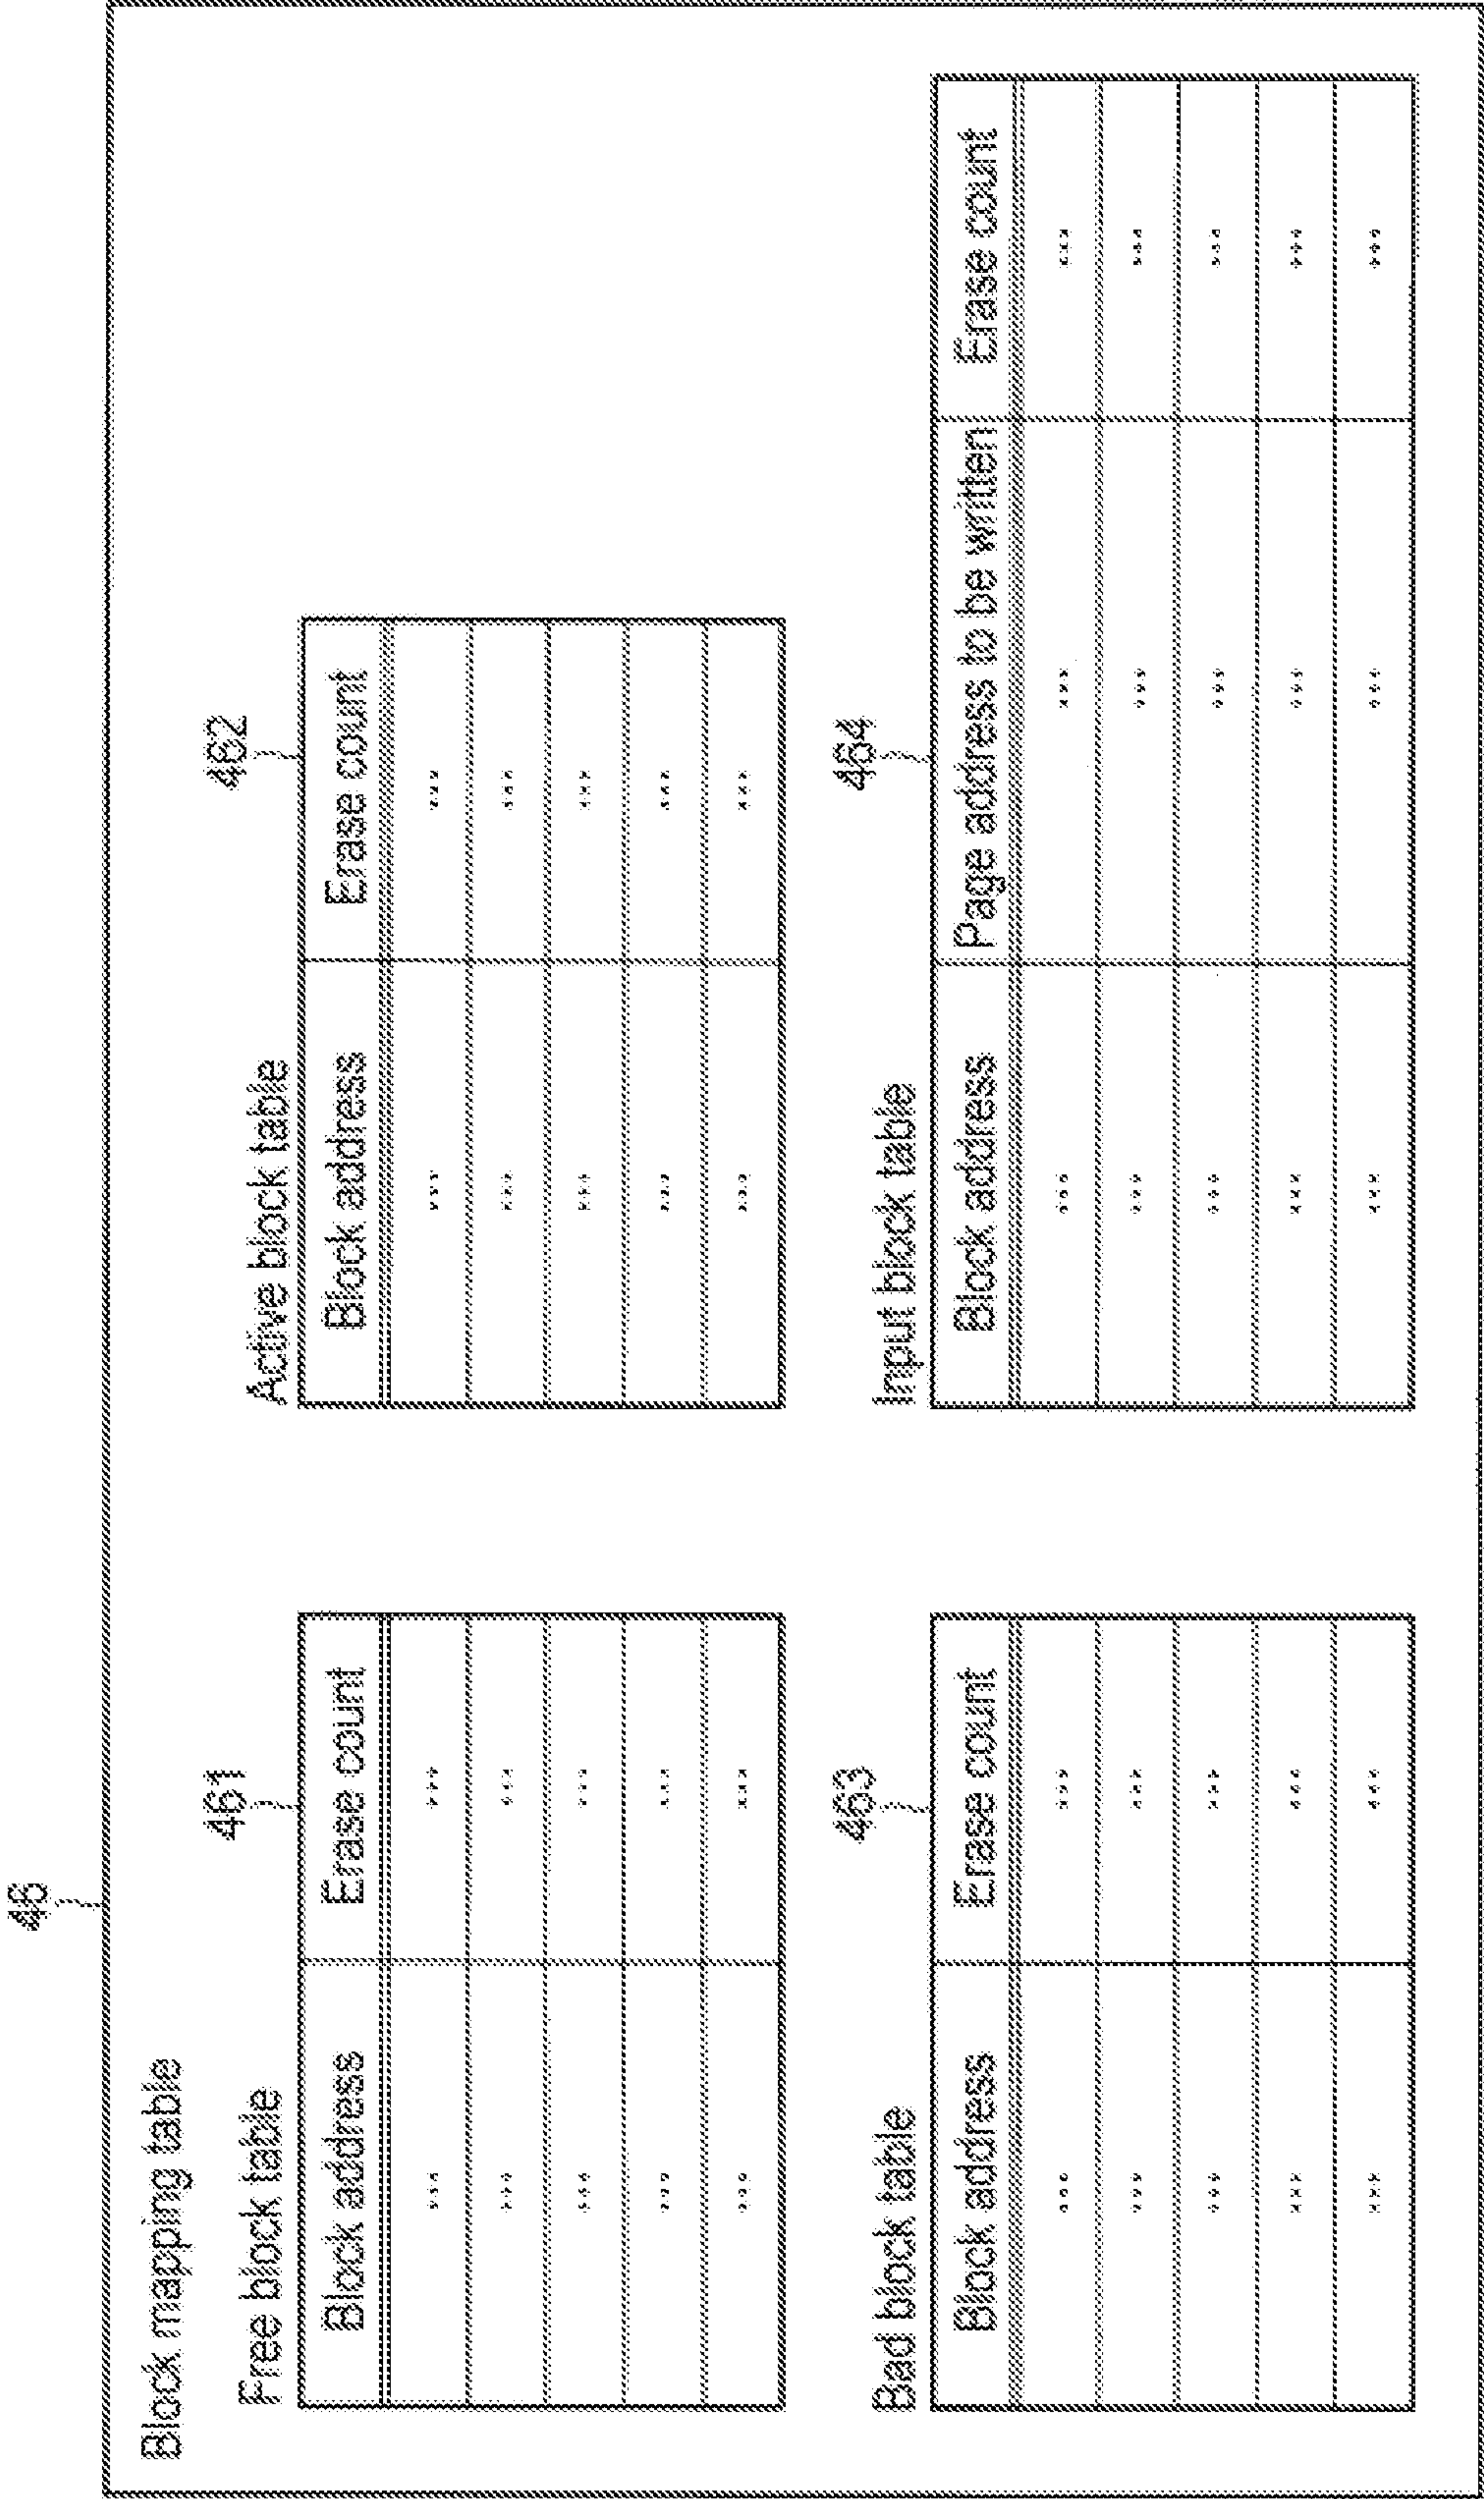 46
Block mapping table
461
Free block table
Block address Erase count
... ...
... ...
... ...
... ...
... ...
462
Active block table
Block address Erase count
... ...
... ...
... ...
... ...
... ...
463
Bad block table
Block address Erase count
... ...
... ...
... ...
... ...
... ...
464
Input block table
Block address Page address to be written Erase count
... ... ...
... ... ...
... ... ...
... ... ...
... ... ...